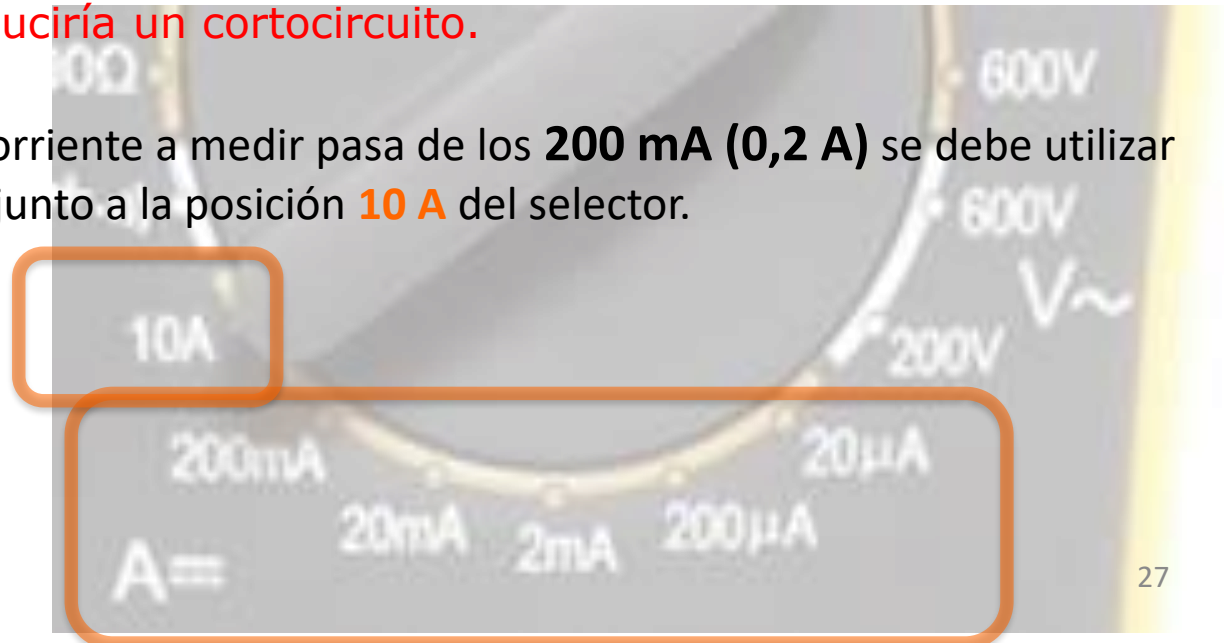 uciría un cortocircuito.
00Ω
600V
orriente a medir pasa de los 200 mA (0,2 A) se debe utilizar
junto a la posición 10 A del selector.
600V
V~
10A
200V
200mA
20µA
20mA
2mA
200µA
A
27